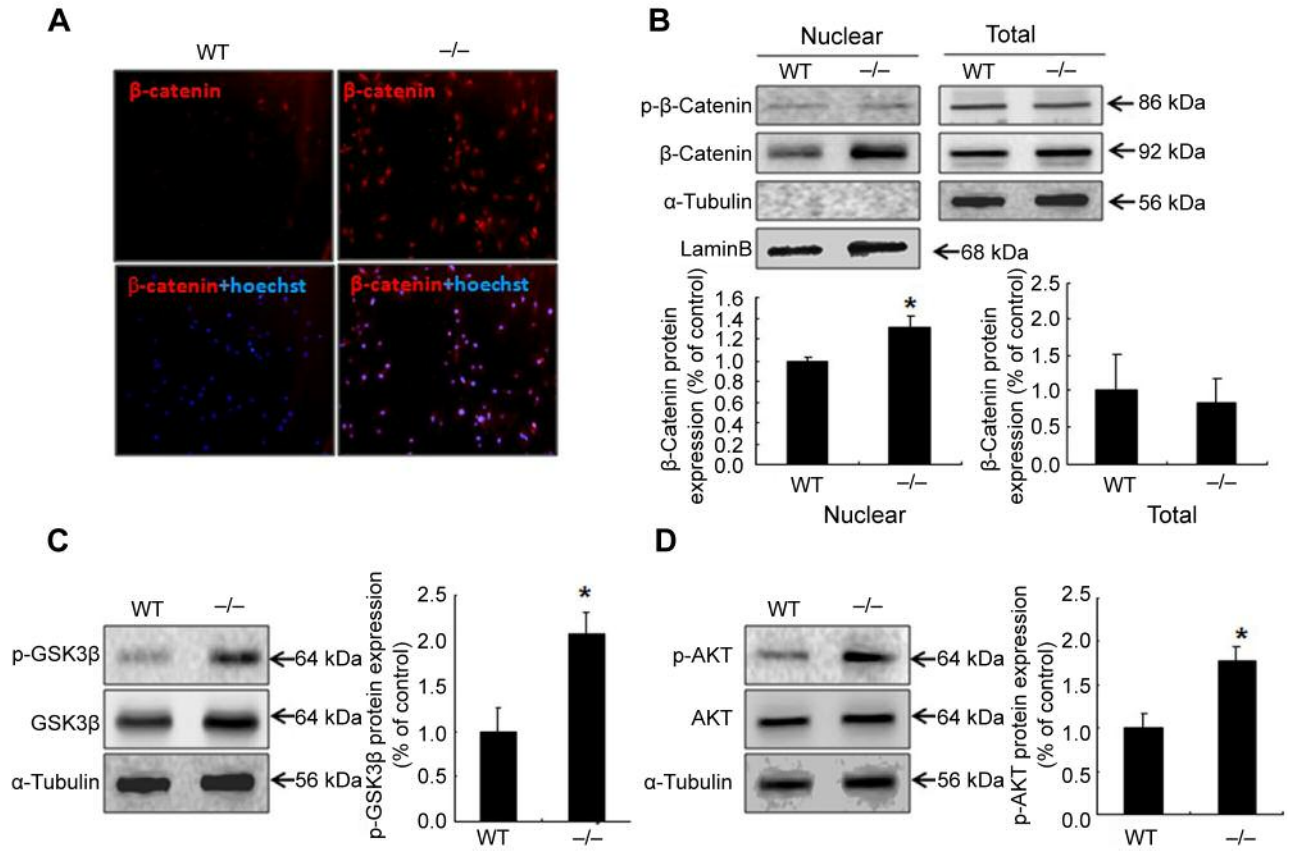 A
WT
–/–
β-catenin
β-catenin
β-catenin+hoechst
β-catenin+hoechst
B
Nuclear
Total
WT
–/–
WT
–/–
p-β-Catenin
86 kDa
β-Catenin
92 kDa
α-Tubulin
56 kDa
LaminB
68 kDa
β-Catenin protein
expression (% of control)
1.6
1.4
1.2
1.0
0.8
0.6
0.4
0.2
0.0
*
WT
–/–
Nuclear
β-Catenin protein
expression (% of control)
2.5
2.0
1.5
1.0
0.5
0.0
WT
–/–
Total
C
WT
–/–
p-GSK3β
64 kDa
GSK3β
64 kDa
α-Tubulin
56 kDa
p-GSK3β protein expression
(% of control)
2.5
2.0
1.5
1.0
0.5
0.0
*
WT
–/–
D
WT
–/–
p-AKT
64 kDa
AKT
64 kDa
α-Tubulin
56 kDa
p-AKT protein expression
(% of control)
2.5
2.0
1.5
1.0
0.5
0.0
*
WT
–/–